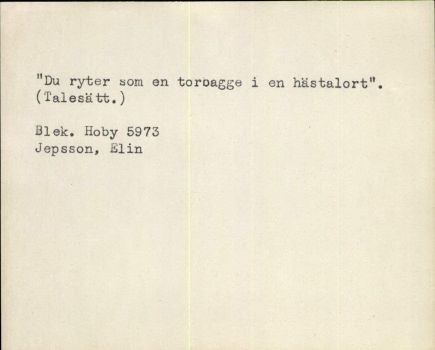 "Du ryter som en torbagge i en hästalort".
(Talesätt.)
Blek. Hoby 5973
Jepsson, Elin